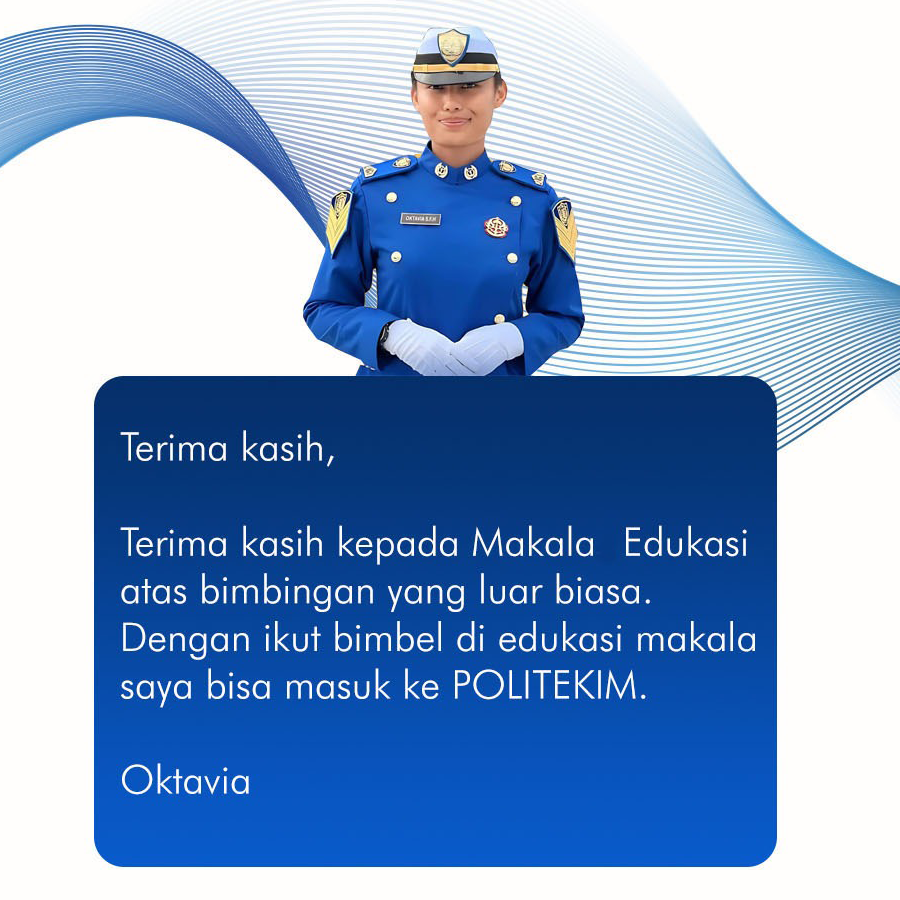 OKTAVIA S.F.H
Terima kasih,
Terima kasih kepada Makala Edukasi
atas bimbingan yang luar biasa.
Dengan ikut bimbel di edukasi makala
saya bisa masuk ke POLITEKIM.
Oktavia